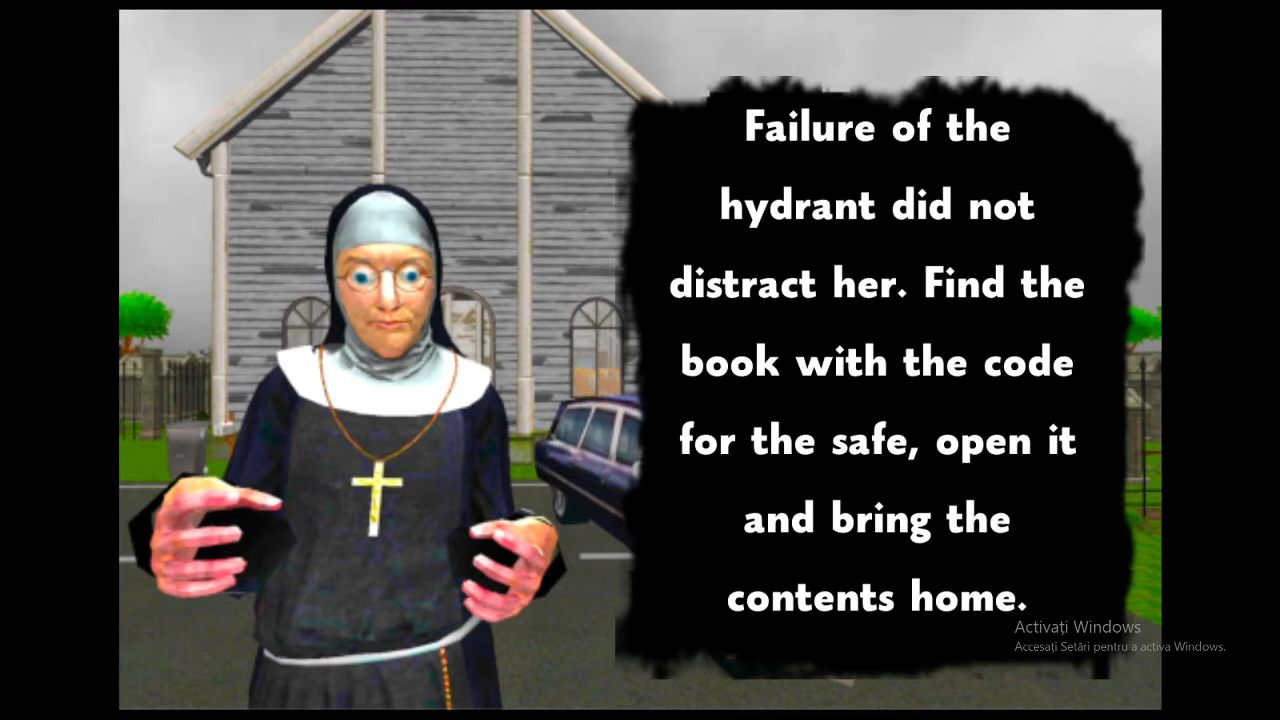 Failure of the
hydrant did not
distract her. Find the
book with the code
for the safe, open it
and bring the
contents home.
Activați Windows
Accesați Setări pentru a activa Windows.